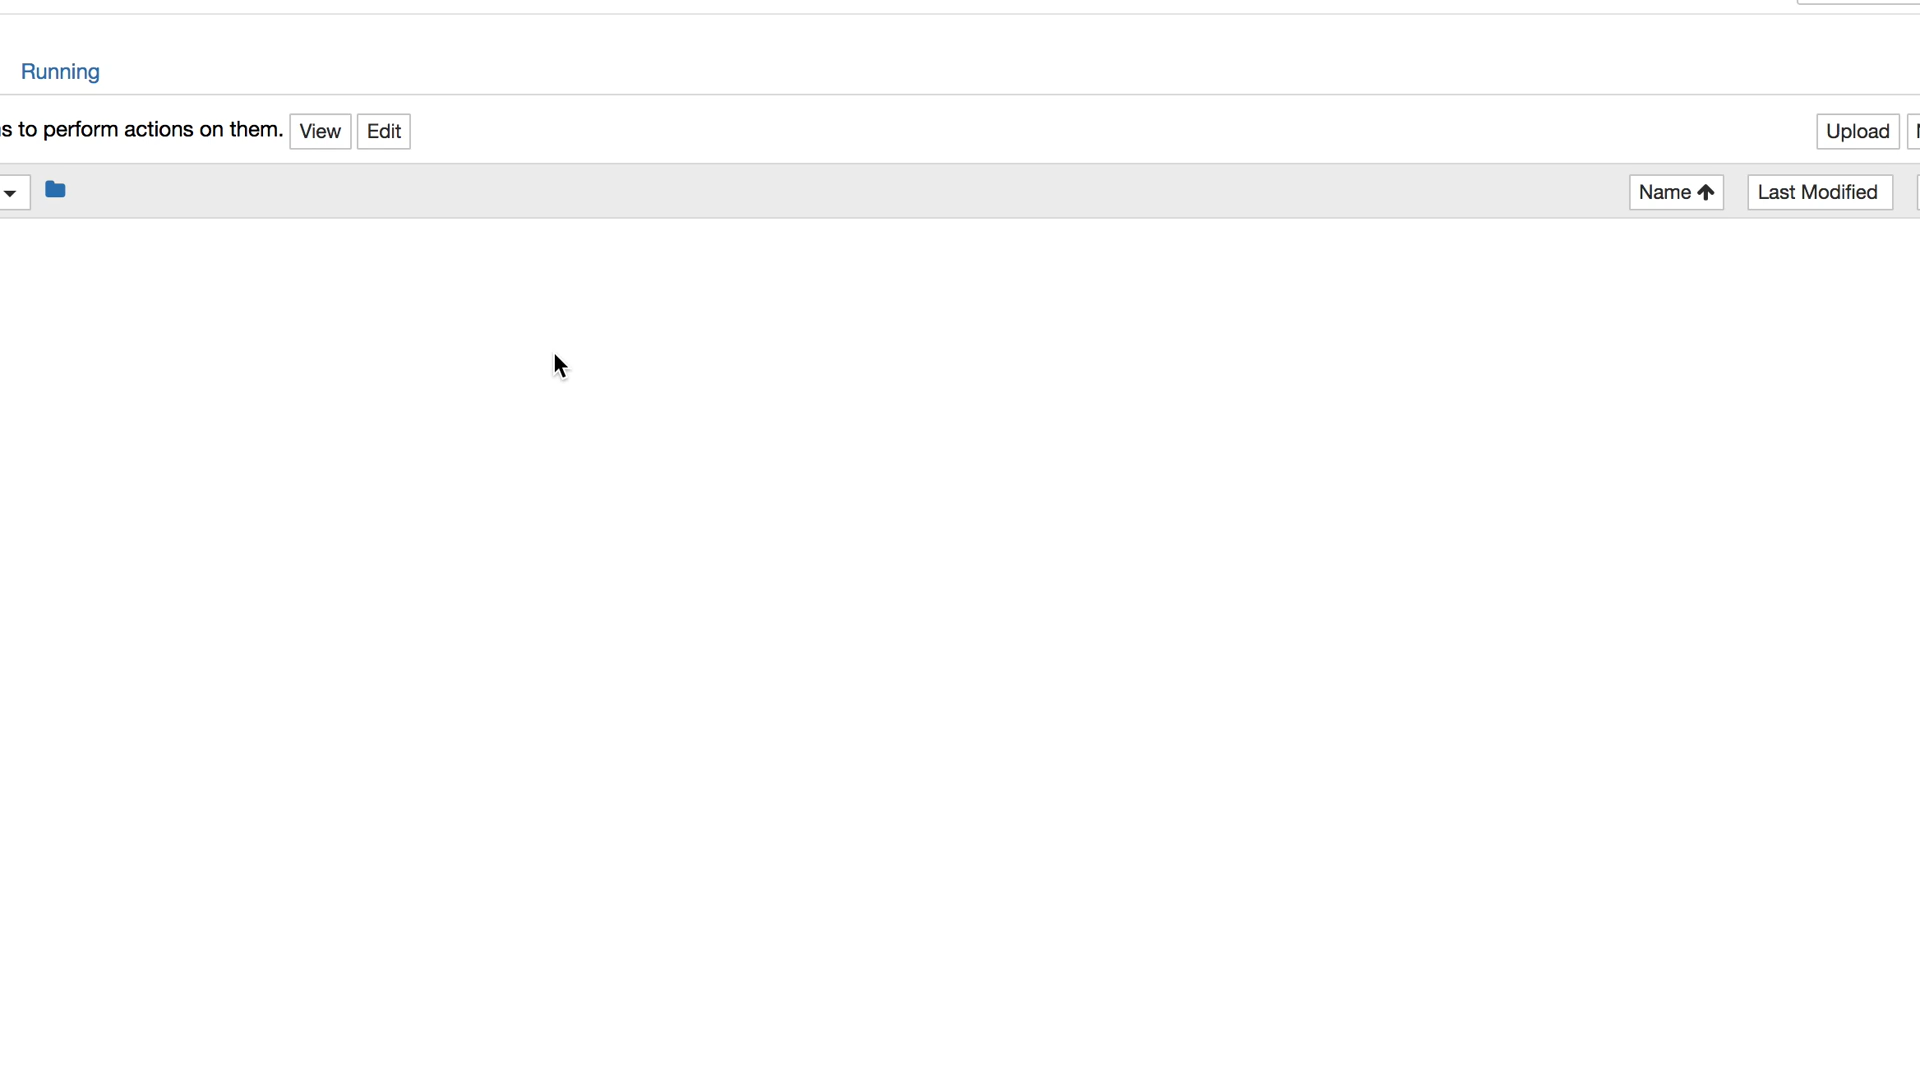 Running
to perform actions on them. View Edit Upload
Name Last Modified